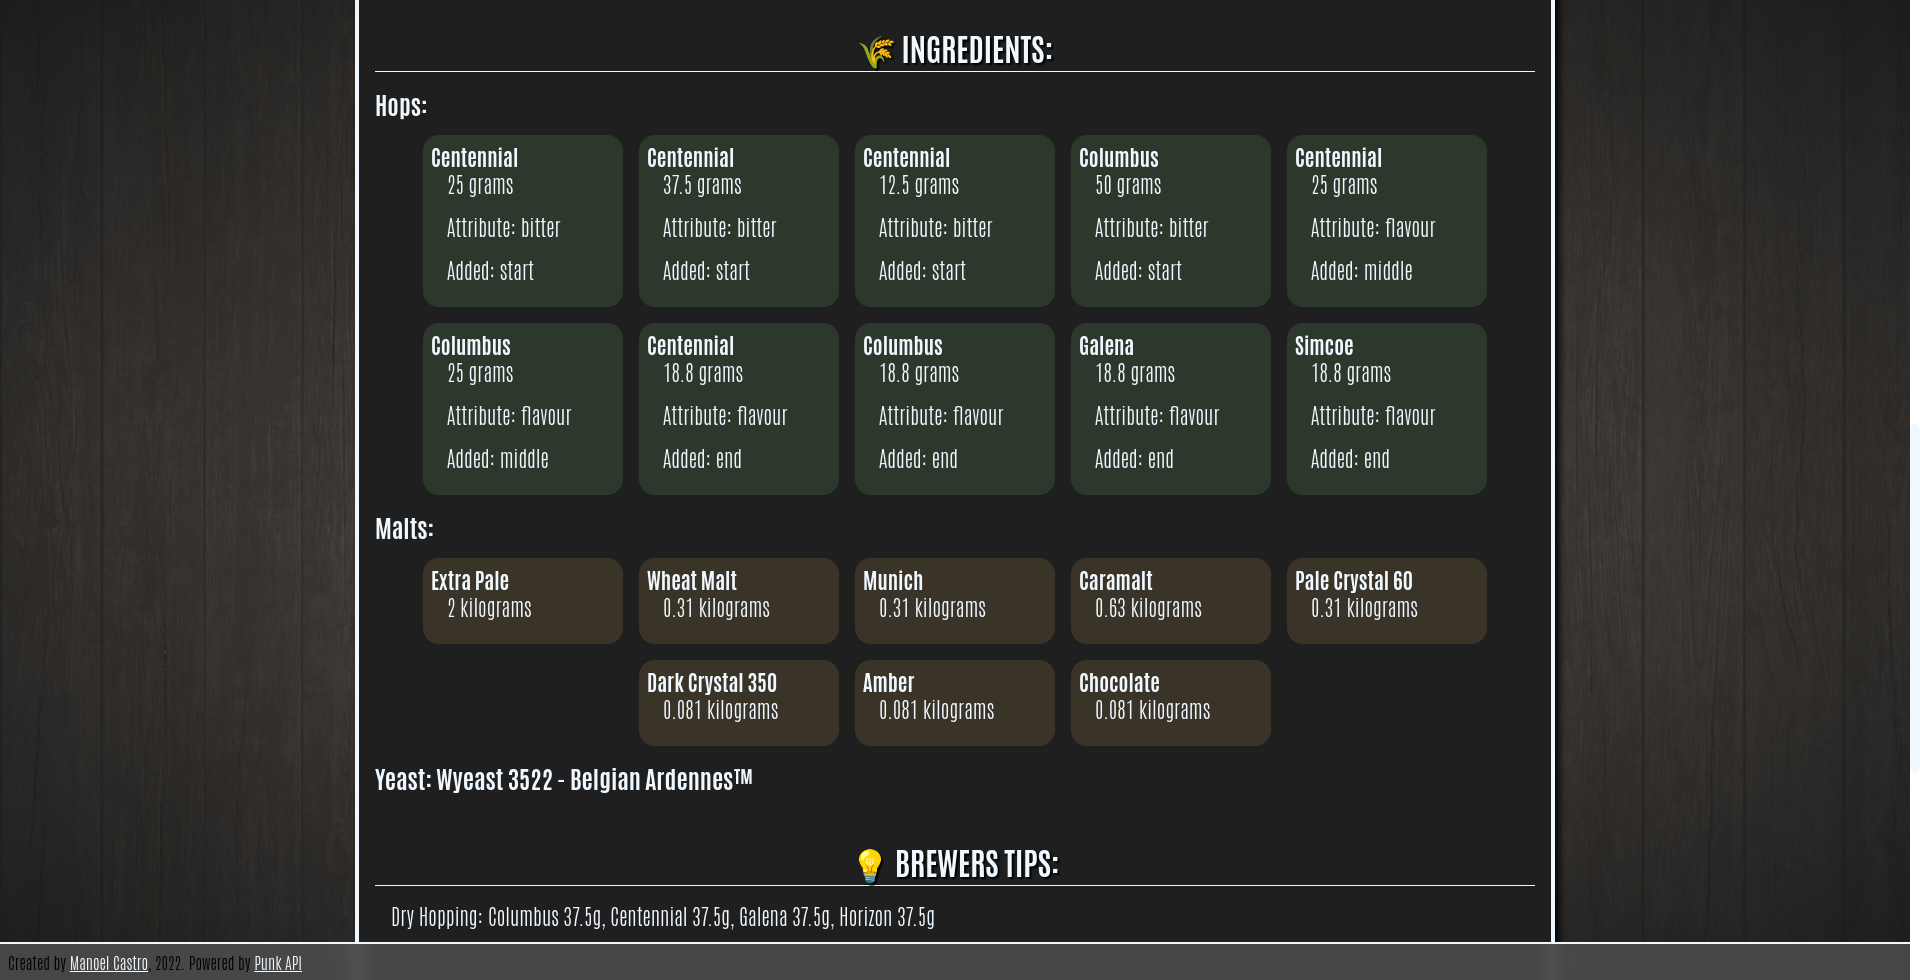 🌾 INGREDIENTS:
Hops:
Centennial
25 grams
Attribute: bitter
Added: start
Centennial
37.5 grams
Attribute: bitter
Added: start
Centennial
12.5 grams
Attribute: bitter
Added: start
Columbus
50 grams
Attribute: bitter
Added: start
Centennial
25 grams
Attribute: flavour
Added: middle
Columbus
25 grams
Attribute: flavour
Added: middle
Centennial
18.8 grams
Attribute: flavour
Added: end
Columbus
18.8 grams
Attribute: flavour
Added: end
Galena
18.8 grams
Attribute: flavour
Added: end
Simcoe
18.8 grams
Attribute: flavour
Added: end
Malts:
Extra Pale
2 kilograms
Wheat Malt
0.31 kilograms
Munich
0.31 kilograms
Caramalt
0.63 kilograms
Pale Crystal 60
0.31 kilograms
Dark Crystal 350
0.081 kilograms
Amber
0.081 kilograms
Chocolate
0.081 kilograms
Yeast: Wyeast 3522 - Belgian Ardennes™
💡 BREWERS TIPS:
Dry Hopping: Columbus 37.5g, Centennial 37.5g, Galena 37.5g, Horizon 37.5g
Created by Manoel Castro, 2022. Powered by Punk API